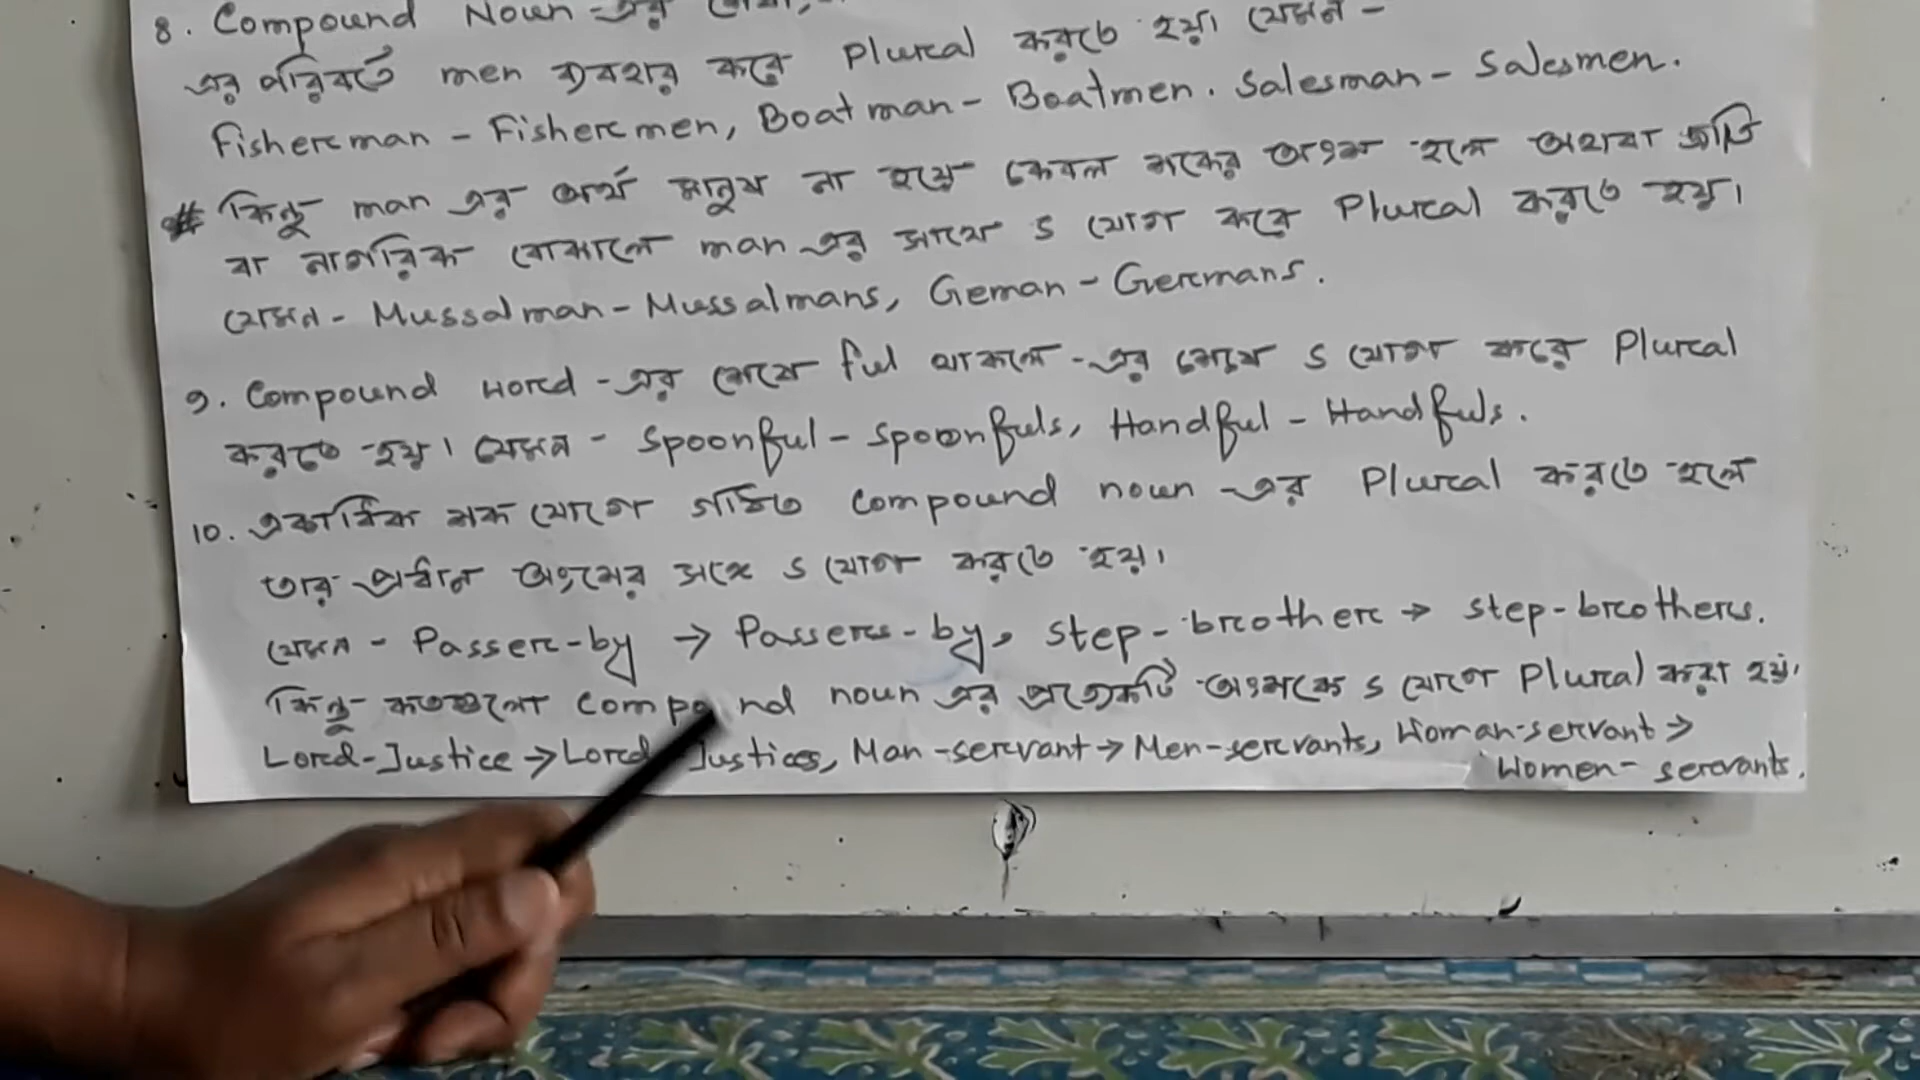 8. Compound Noun-এর
এর পরিবর্তে men ব্যবহার করে Plural করতে হয়। যেমন -
Fisherman - Fishermen, Boatman - Boatmen. Salesman - Salesmen.
# কিন্তু man এর অর্থ মানুষ না হয়ে কেবল শব্দের অংশ হলে অথবা জাতি
বা নাগরিক বোঝালে man এর সাথে s যোগ করে Plural করতে হয়।
যেমন - Mussalman - Mussalmans, Geman - Germans.
9. Compound word -এর শেষে ful থাকলে -এর শেষে s যোগ করে Plural
করতে হয়। যেমন - Spoonful - spoonfuls, Handful - Handfuls.
10. একাধিক শব্দ যোগে গঠিত compound noun -এর Plural করতে হলে
তার প্রধান অংশের সঙ্গে s যোগ করতে হয়।
যেমন - Passer-by → Passers-by, step-brother → step-brothers.
কিন্তু কতগুলো compound noun এর প্রত্যেকটি অংশকে s যোগে Plural করা হয়।
Lord-Justice → Lord Justices, Man-servant → Men-servants, Woman-servant →
Women-servants.